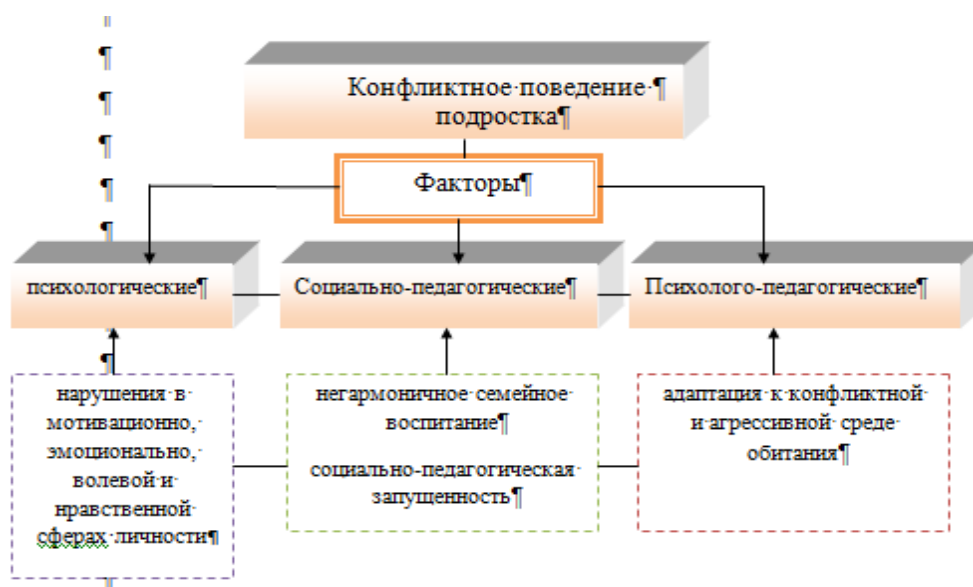 Конфликтное поведение ¶
подростка¶
Факторы¶
психологические¶
Социально-педагогические¶
Психолого-педагогические¶
нарушения в
мотивационно,
эмоционально,
волевой и
нравственной
сферах личности¶
негармоничное семейное
воспитание¶
социально-педагогическая
запущенность¶
адаптация к конфликтной
и агрессивной среде
обитания¶